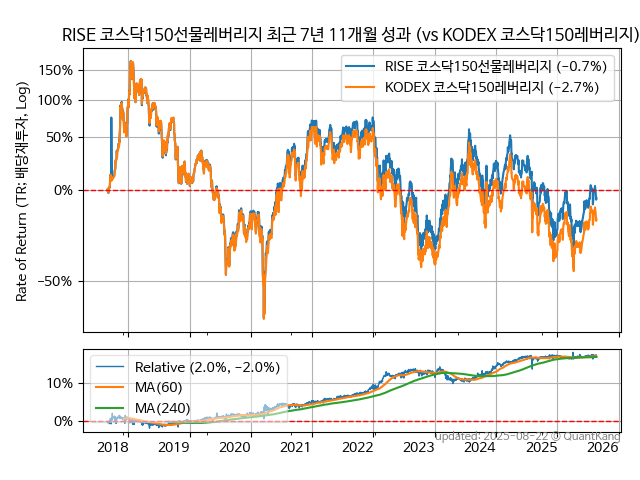 RISE 코스닥150선물레버리지 최근 7년 11개월 성과 (vs KODEX 코스닥150레버리지)
RISE 코스닥150선물레버리지 (−0.7%)
KODEX 코스닥150레버리지 (−2.7%)
Rate of Return (TR: 배당재투자, Log)
150%
100%
50%
0%
−50%
Relative (2.0%, −2.0%)
MA(60)
MA(240)
10%
0%
2018 2019 2020 2021 2022 2023 2024 2025 2026
updated: 2025-08-22 © QuantKang